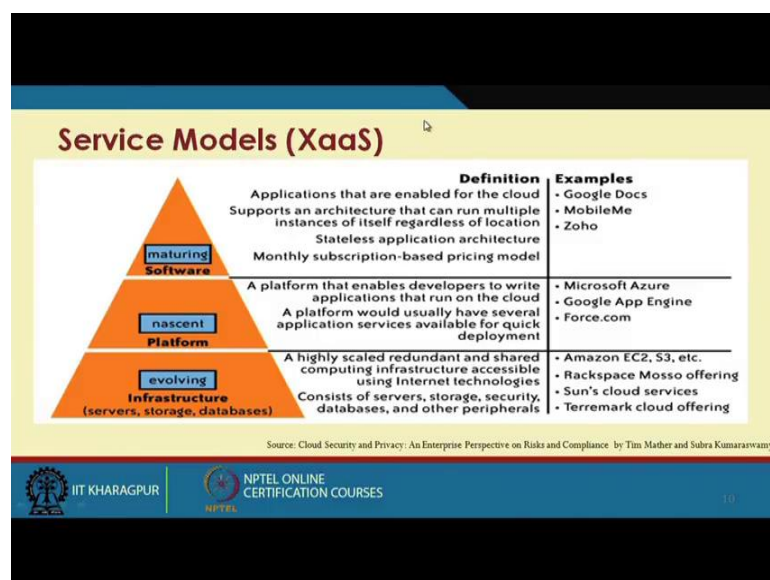 Service Models (XaaS)
Definition
Examples
Applications that are enabled for the cloud
Supports an architecture that can run multiple
instances of itself regardless of location
Stateless application architecture
Monthly subscription-based pricing model
• Google Docs
• MobileMe
• Zoho
maturing
Software
A platform that enables developers to write
applications that run on the cloud
A platform would usually have several
application services available for quick
deployment
• Microsoft Azure
• Google App Engine
• Force.com
nascent
Platform
A highly scaled redundant and shared
computing infrastructure accessible
using Internet technologies
Consists of servers, storage, security,
databases, and other peripherals
• Amazon EC2, S3, etc.
• Rackspace Mosso offering
• Sun's cloud services
• Terremark cloud offering
evolving
Infrastructure
(servers, storage, databases)
Source: Cloud Security and Privacy: An Enterprise Perspective on Risks and Compliance by Tim Mather and Subra Kumaraswamy
IIT KHARAGPUR
NPTEL
NPTEL ONLINE
CERTIFICATION COURSES
10